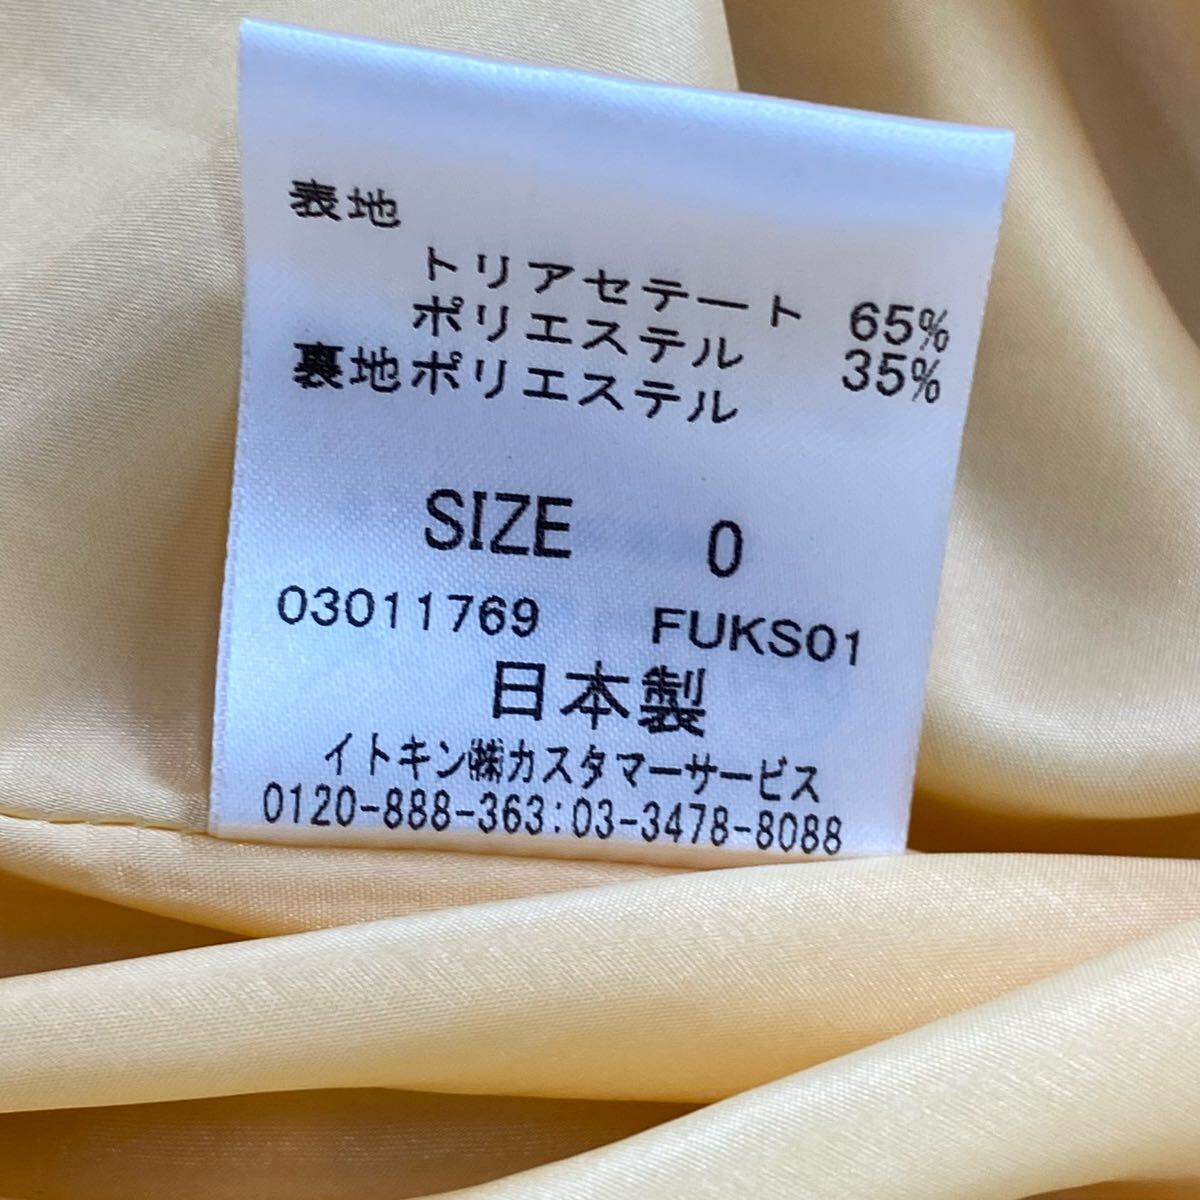 表地
トリアセテート 65%
ポリエステル 35%
裏地ポリエステル
SIZE 0
03011769 FUKS01
日本製
イトキン㈱カスタマーサービス
0120-888-363:03-3478-8088